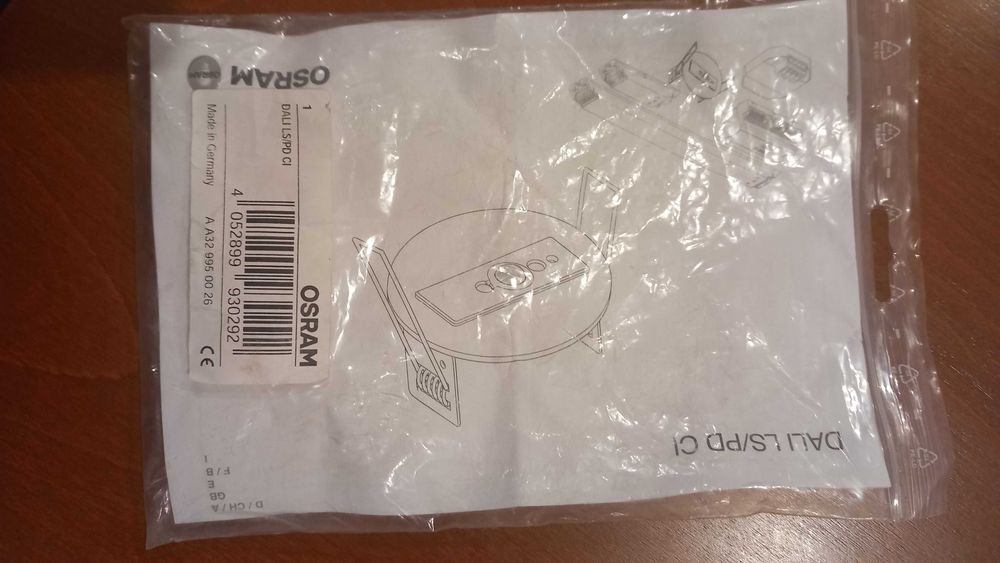 OSRAM
OSRAM
DALI LS/PD CI
D / CH / A
GB
E
F / B
I
OSRAM
1
DALI LS/PD CI
4 052899 930292
Made in Germany
A A32 995 00 26
CE